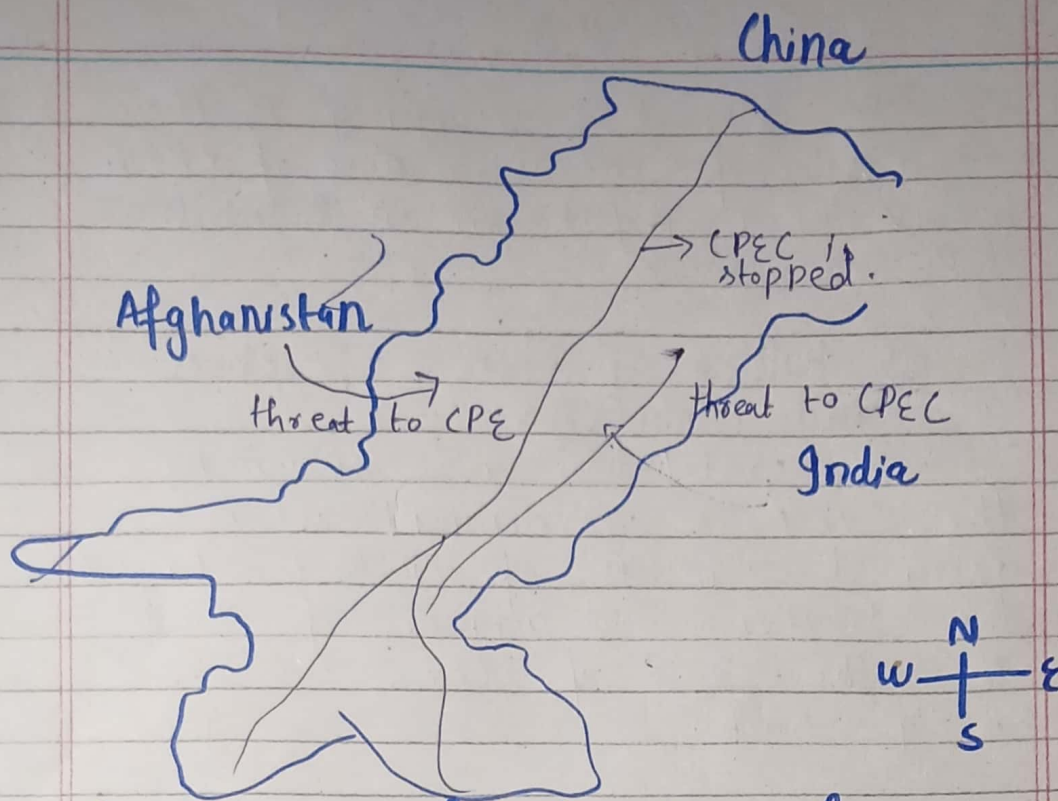 China
CPEC is
stopped.
Afghanistan
threat to CPE
threat to CPEC
India
N
W E
S